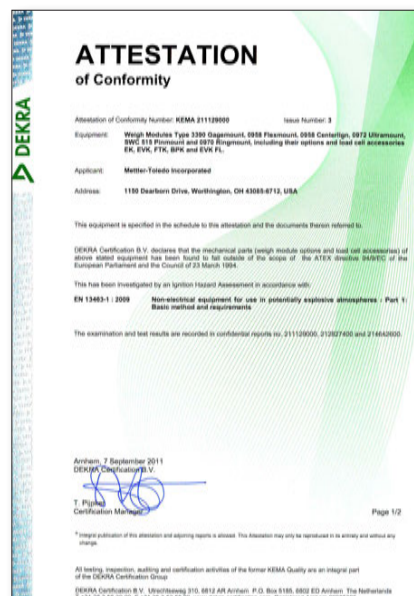 DEKRA
ATTESTATION
of Conformity
Attestation of Conformity Number: KEMA 211129000 Issue Number: 3
Equipment: Weigh Modules Type 3390 Gagemount, 0958 Flexmount, 0958 Centerlign, 0972 Ultramount,
SWC 515 Pinmount and 0970 Ringmount, including their options and load cell accessories
EK, EVK, FTK, BPK and EVK FL.
Applicant: Mettler-Toledo Incorporated
Address: 1150 Dearborn Drive, Worthington, OH 43085-6712, USA
This equipment is specified in the schedule to this attestation and the documents therein referred to.
DEKRA Certification B.V. declares that the mechanical parts (weigh module options and load cell accessories) of
above stated equipment has been found to fall outside of the scope of the ATEX directive 94/9/EC of the
European Parliament and the Council of 23 March 1994.
This has been investigated by an Ignition Hazard Assessment in accordance with:
EN 13463-1 : 2009 Non-electrical equipment for use in potentially explosive atmospheres - Part 1:
Basic method and requirements
The examination and test results are recorded in confidential reports no. 211129000, 212827400 and 214642600.
Arnhem, 7 September 2011
DEKRA Certification B.V.
T. Pijpker
Certification Manager
Page 1/2
* Integral publication of this attestation and adjoining reports is allowed. This Attestation may only be reproduced in its entirety and without any
change.
All testing, inspection, auditing and certification activities of the former KEMA Quality are an integral part
of the DEKRA Certification Group
DEKRA Certification B.V. Utrechtseweg 310, 6812 AR Arnhem P.O. Box 5185, 6802 ED Arnhem The Netherlands